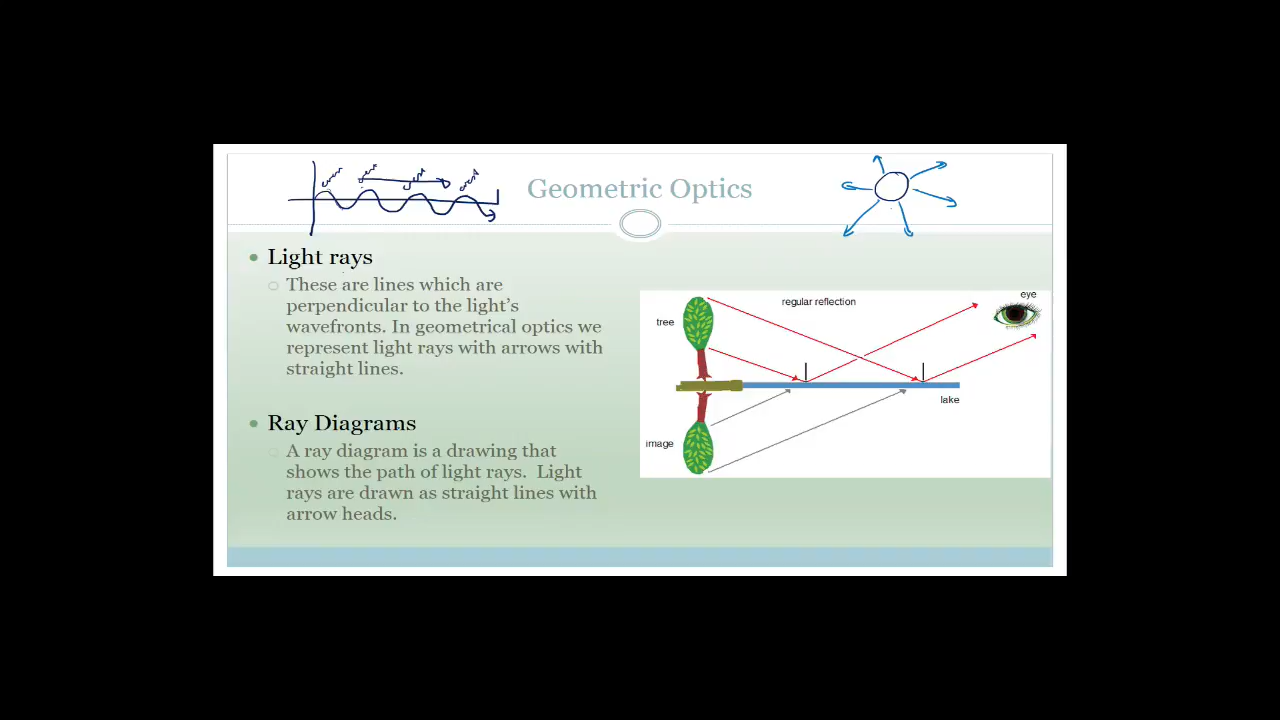 Geometric Optics
Light rays
These are lines which are
perpendicular to the light's
wavefronts. In geometrical optics we
represent light rays with arrows with
straight lines.
Ray Diagrams
A ray diagram is a drawing that
shows the path of light rays.  Light
rays are drawn as straight lines with
arrow heads.
regular reflection
eye
tree
lake
image